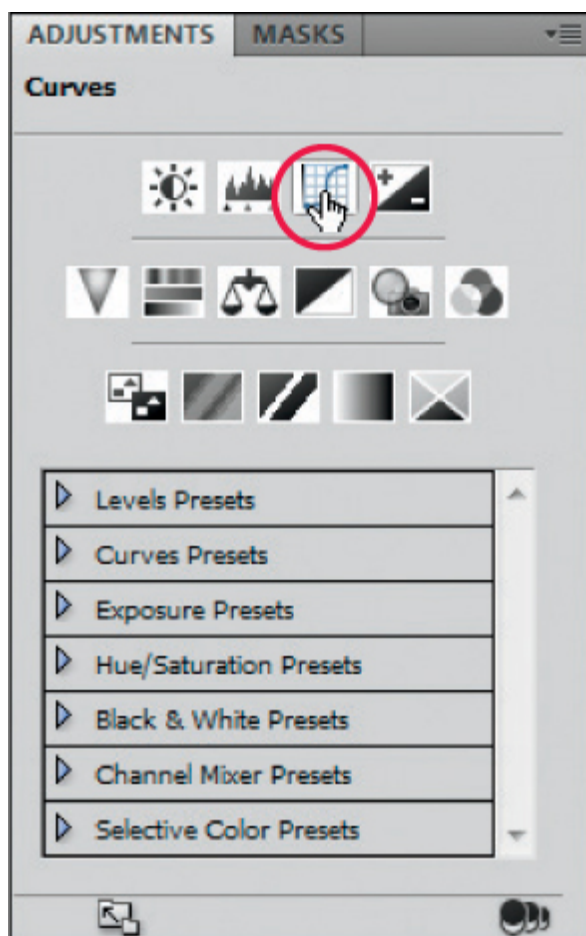 ADJUSTMENTS MASKS
Curves
Levels Presets
Curves Presets
Exposure Presets
Hue/Saturation Presets
Black & White Presets
Channel Mixer Presets
Selective Color Presets